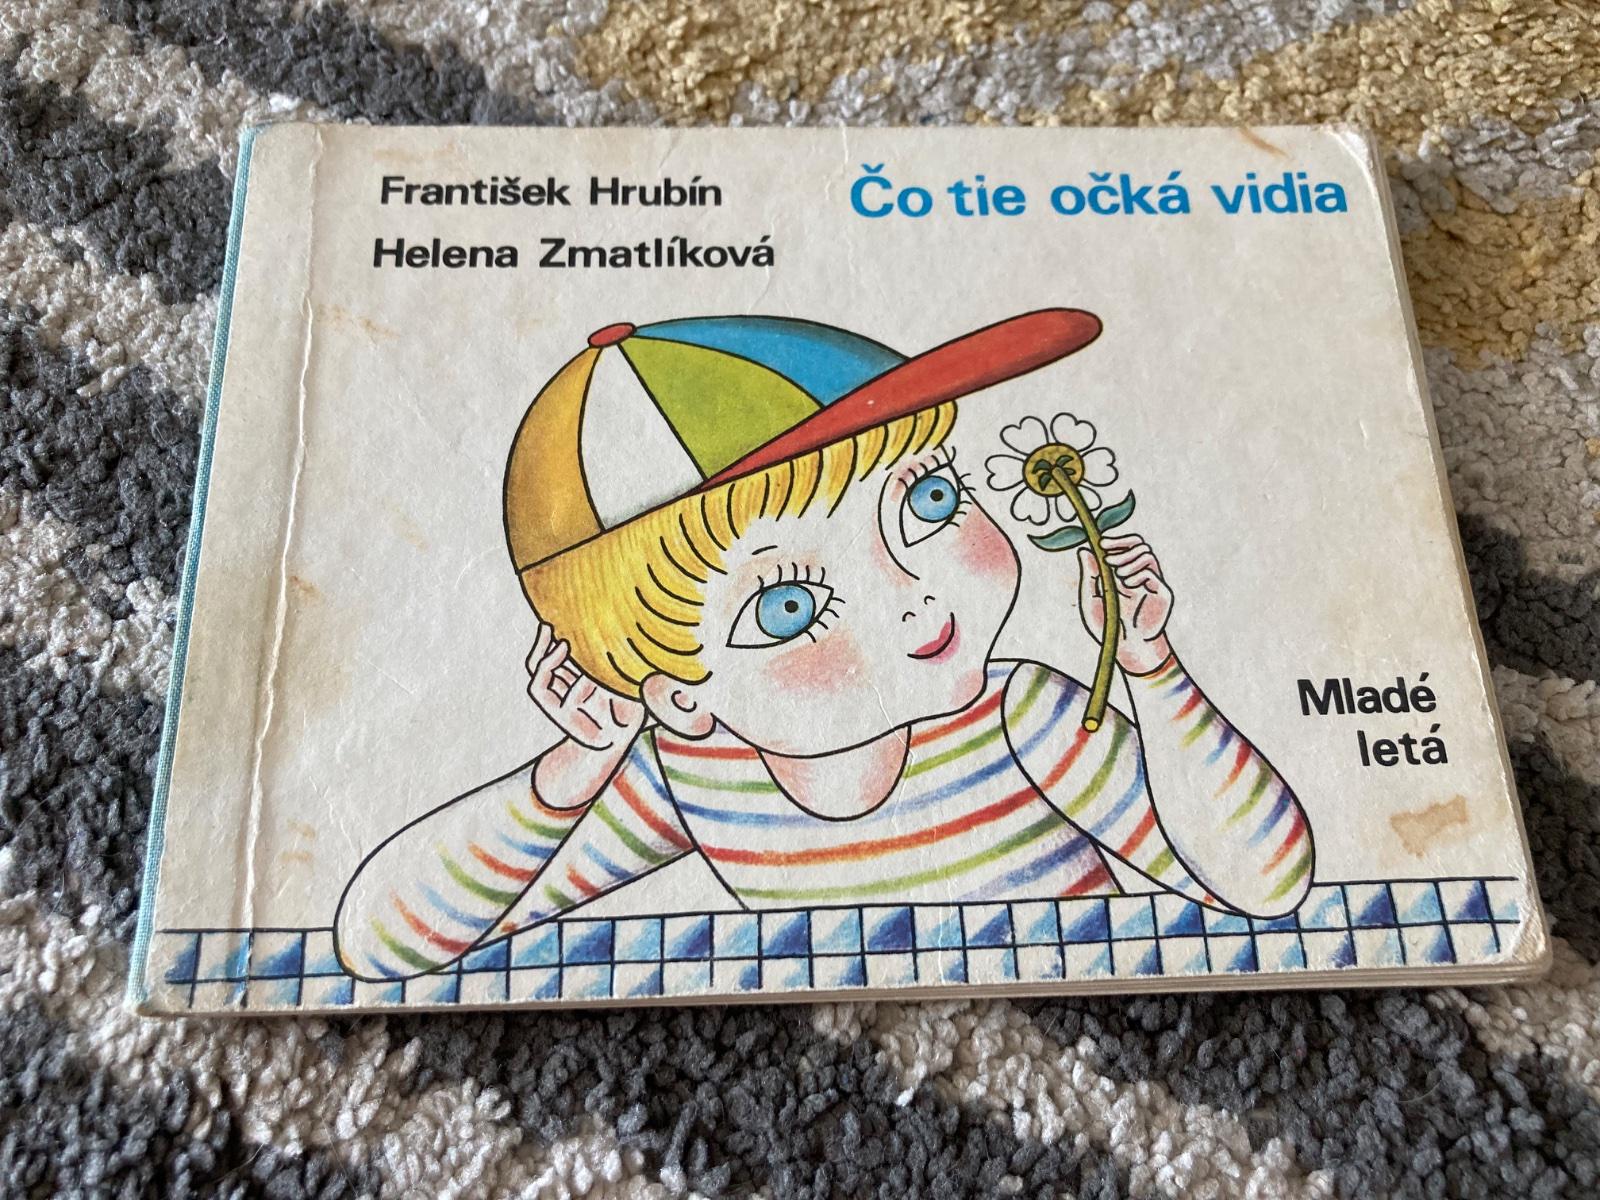 František Hrubín
Helena Zmatlíková
Čo tie očká vidia
Mladé
letá